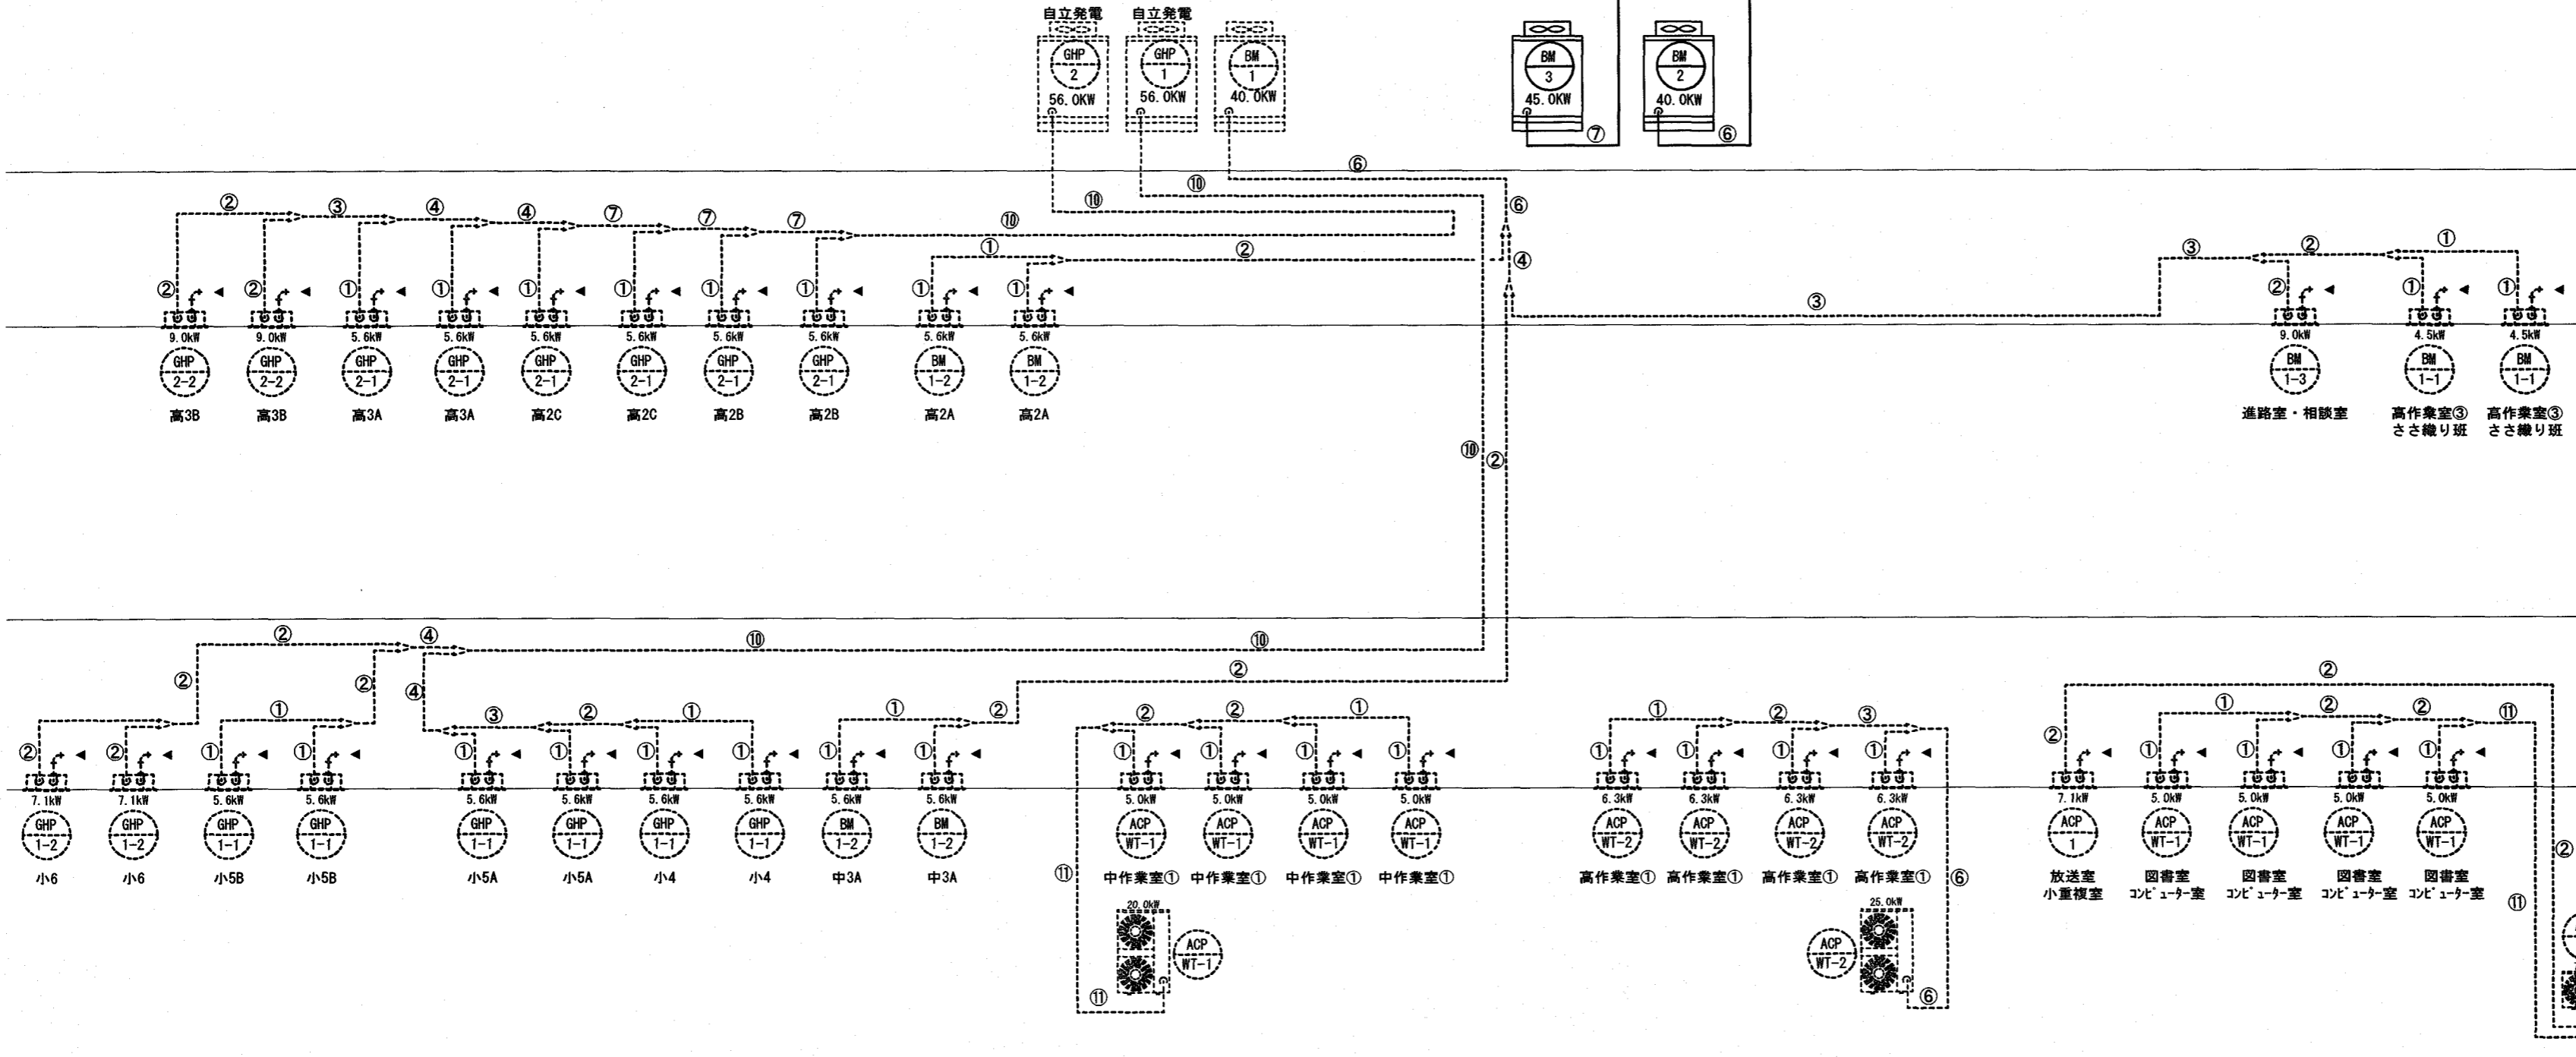 自立発電 自立発電
GHP 2 GHP 1 BM 1 BM 3 BM 2
56.0KW 56.0KW 40.0KW 45.0KW 40.0KW
⑦ ⑥
⑥
⑩
⑩
② ③ ④ ④ ⑦ ⑦ ⑦ ⑩ ⑥
① ② ④ ③ ② ①
② ② ① ① ① ① ① ① ① ① ③ ② ① ①
9.0kW 9.0kW 5.6kW 5.6kW 5.6kW 5.6kW 5.6kW 5.6kW 5.6kW 5.6kW 9.0kW 4.5kW 4.5kW
GHP GHP GHP GHP GHP GHP GHP GHP BM BM BM BM BM
2-2 2-2 2-1 2-1 2-1 2-1 2-1 2-1 1-2 1-2 1-3 1-1 1-1
高3B 高3B 高3A 高3A 高2C 高2C 高2B 高2B 高2A 高2A 進路室・相談室 高作業室③ 高作業室③
ささ織り班 ささ織り班
⑩ ②
② ④ ⑩ ⑩
② ② ④ ② ②
① ③ ② ① ① ② ② ② ① ① ② ③ ① ② ② ⑪
② ② ① ① ① ① ① ① ① ① ① ① ① ① ① ① ① ① ② ① ① ① ①
7.1kW 7.1kW 5.6kW 5.6kW 5.6kW 5.6kW 5.6kW 5.6kW 5.6kW 5.6kW 5.0kW 5.0kW 5.0kW 5.0kW 6.3kW 6.3kW 6.3kW 6.3kW 7.1kW 5.0kW 5.0kW 5.0kW 5.0kW
GHP GHP GHP GHP GHP GHP GHP GHP BM BM ACP ACP ACP ACP ACP ACP ACP ACP ACP ACP ACP ACP ACP
1-2 1-2 1-1 1-1 1-1 1-1 1-1 1-1 1-2 1-2 WT-1 WT-1 WT-1 WT-1 WT-2 WT-2 WT-2 WT-2 1 WT-1 WT-1 WT-1 WT-1
②
小6 小6 小5B 小5B 小5A 小5A 小4 小4 中3A 中3A ⑪ 中作業室① 中作業室① 中作業室① 中作業室① 高作業室① 高作業室① 高作業室① 高作業室① ⑥ 放送室 図書室 図書室 図書室 図書室
小重複室 コンピューター室 コンピューター室 コンピューター室 コンピューター室
20.0kW 25.0kW ⑪
ACP WT-1 ACP WT-2
⑪ ⑥